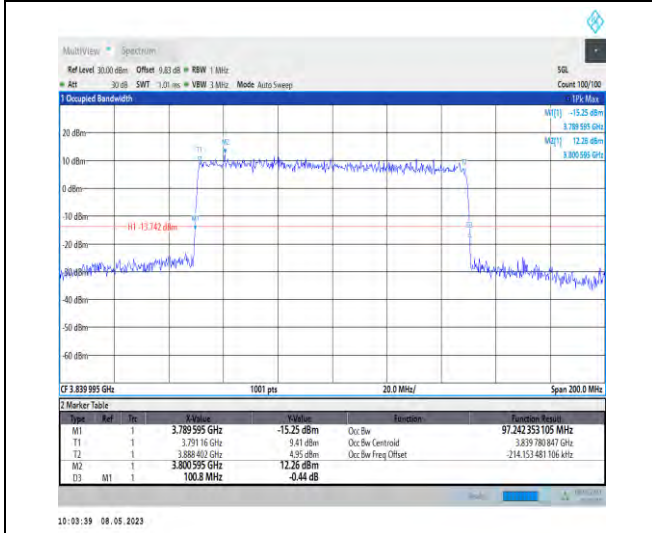 MultiView Spectrum
Ref Level 30.00 dBm Offset 9.83 dB RBW 1 MHz SGL
Att 30 dB SWT 1.01 ms VBW 3 MHz Mode Auto Sweep Count 100/100
1 Occupied Bandwidth 1Pk Max
M1[1] -15.25 dBm
3.789 595 GHz
M2[1] 12.26 dBm
3.800 595 GHz
20 dBm
M2
T1
10 dBm
0 dBm
-10 dBm
M1
H1 -13.742 dBm
-20 dBm
-30 dBm
-40 dBm
-50 dBm
-60 dBm
CF 3.839 995 GHz 1001 pts 20.0 MHz/ Span 200.0 MHz
2 Marker Table
Type Ref Trc X-Value Y-Value Function Function Result
M1 1 3.789 595 GHz -15.25 dBm Occ Bw 97.242 353 105 MHz
T1 1 3.791 16 GHz 9.41 dBm Occ Bw Centroid 3.839 780 847 GHz
T2 1 3.888 402 GHz 4.95 dBm Occ Bw Freq Offset -214.153 481 106 kHz
M2 1 3.800 595 GHz 12.26 dBm
D3 M1 1 100.8 MHz -0.44 dB
10:03:39 08.05.2023